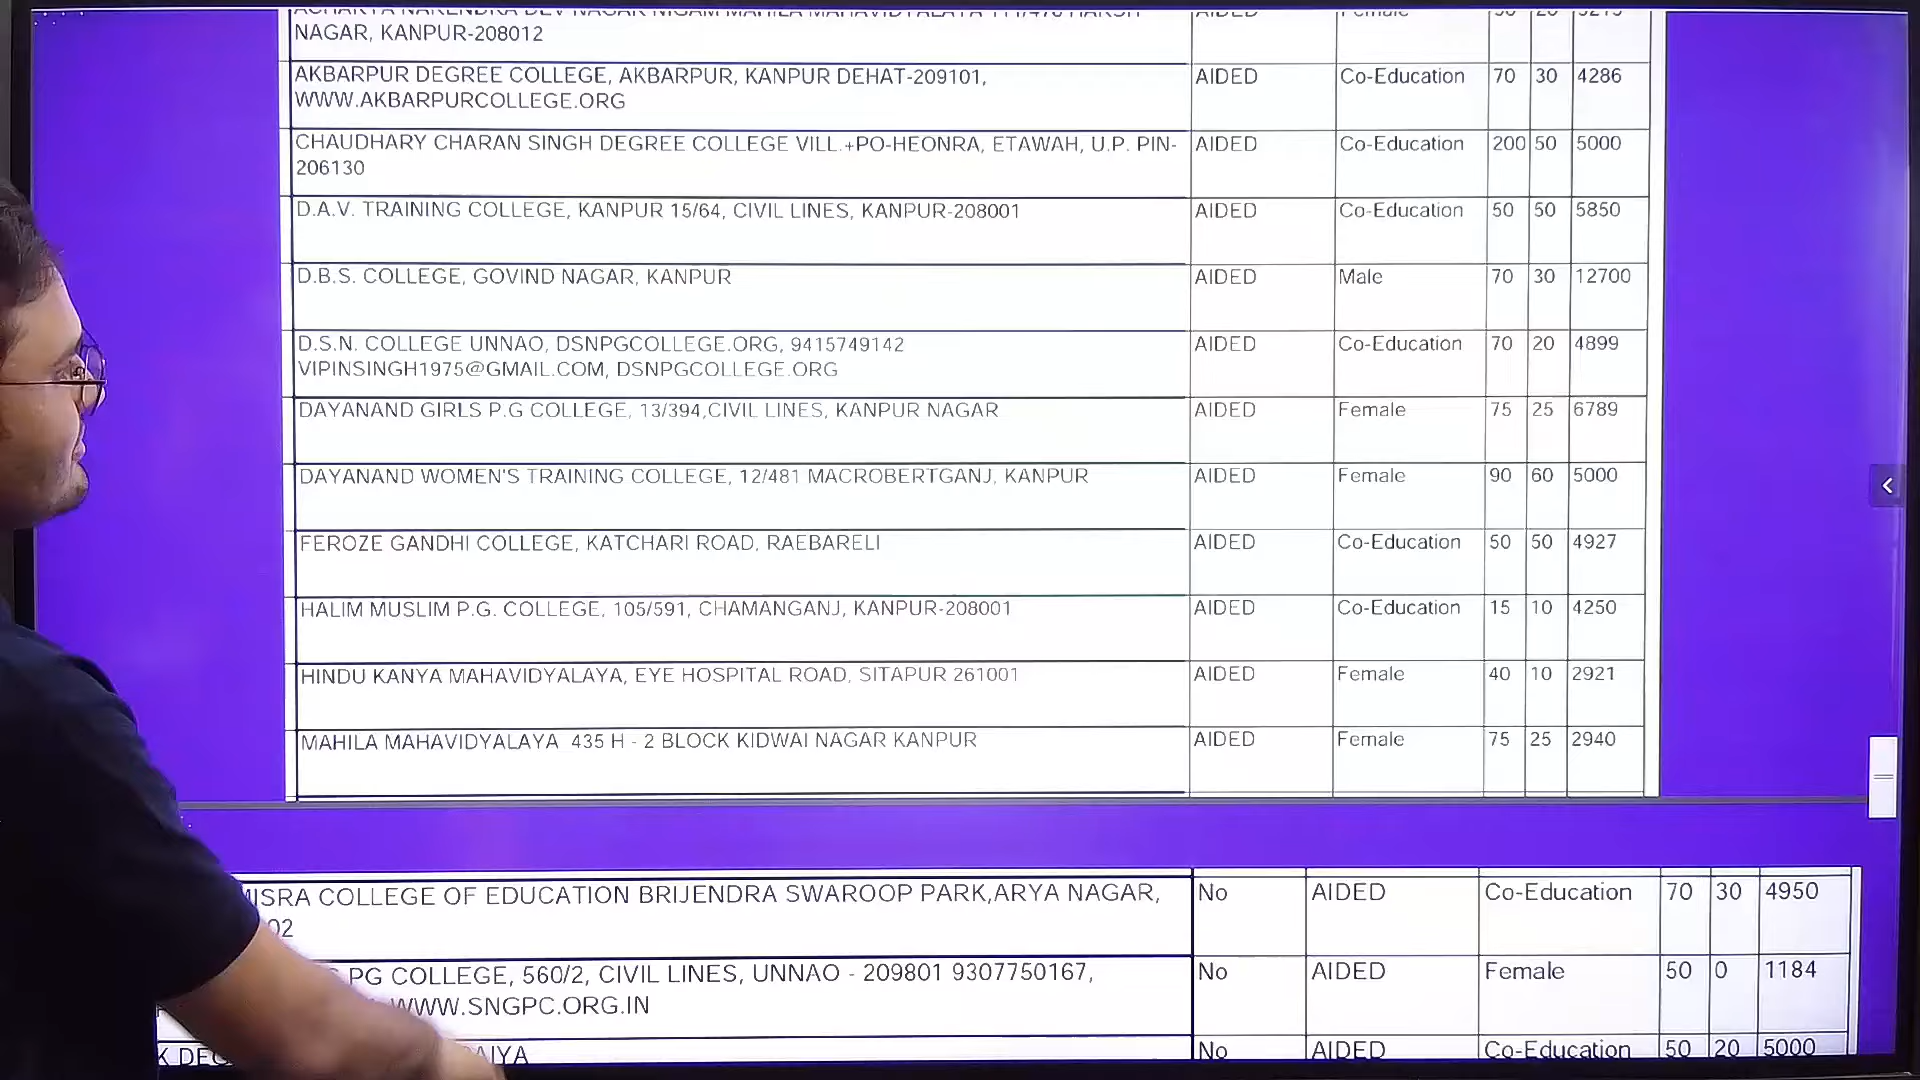 NAGAR, KANPUR-208012
AKBARPUR DEGREE COLLEGE, AKBARPUR, KANPUR DEHAT-209101, AIDED Co-Education 70 30 4286
WWW.AKBARPURCOLLEGE.ORG
CHAUDHARY CHARAN SINGH DEGREE COLLEGE VILL.+PO-HEONRA, ETAWAH, U.P. PIN- AIDED Co-Education 200 50 5000
206130
D.A.V. TRAINING COLLEGE, KANPUR 15/64, CIVIL LINES, KANPUR-208001 AIDED Co-Education 50 50 5850
D.B.S. COLLEGE, GOVIND NAGAR, KANPUR AIDED Male 70 30 12700
D.S.N. COLLEGE UNNAO, DSNPGCOLLEGE.ORG, 9415749142 AIDED Co-Education 70 20 4899
VIPINSINGH1975@GMAIL.COM, DSNPGCOLLEGE.ORG
DAYANAND GIRLS P.G COLLEGE, 13/394,CIVIL LINES, KANPUR NAGAR AIDED Female 75 25 6789
DAYANAND WOMEN'S TRAINING COLLEGE, 12/481 MACROBERTGANJ, KANPUR AIDED Female 90 60 5000
FEROZE GANDHI COLLEGE, KATCHARI ROAD, RAEBARELI AIDED Co-Education 50 50 4927
HALIM MUSLIM P.G. COLLEGE, 105/591, CHAMANGANJ, KANPUR-208001 AIDED Co-Education 15 10 4250
HINDU KANYA MAHAVIDYALAYA, EYE HOSPITAL ROAD, SITAPUR 261001 AIDED Female 40 10 2921
MAHILA MAHAVIDYALAYA 435 H - 2 BLOCK KIDWAI NAGAR KANPUR AIDED Female 75 25 2940
COLLEGE OF EDUCATION BRIJENDRA SWAROOP PARK,ARYA NAGAR, No AIDED Co-Education 70 30 4950
02
PG COLLEGE, 560/2, CIVIL LINES, UNNAO - 209801 9307750167, No AIDED Female 50 0 1184
WWW.SNGPC.ORG.IN
No AIDED Co-Education 50 20 5000